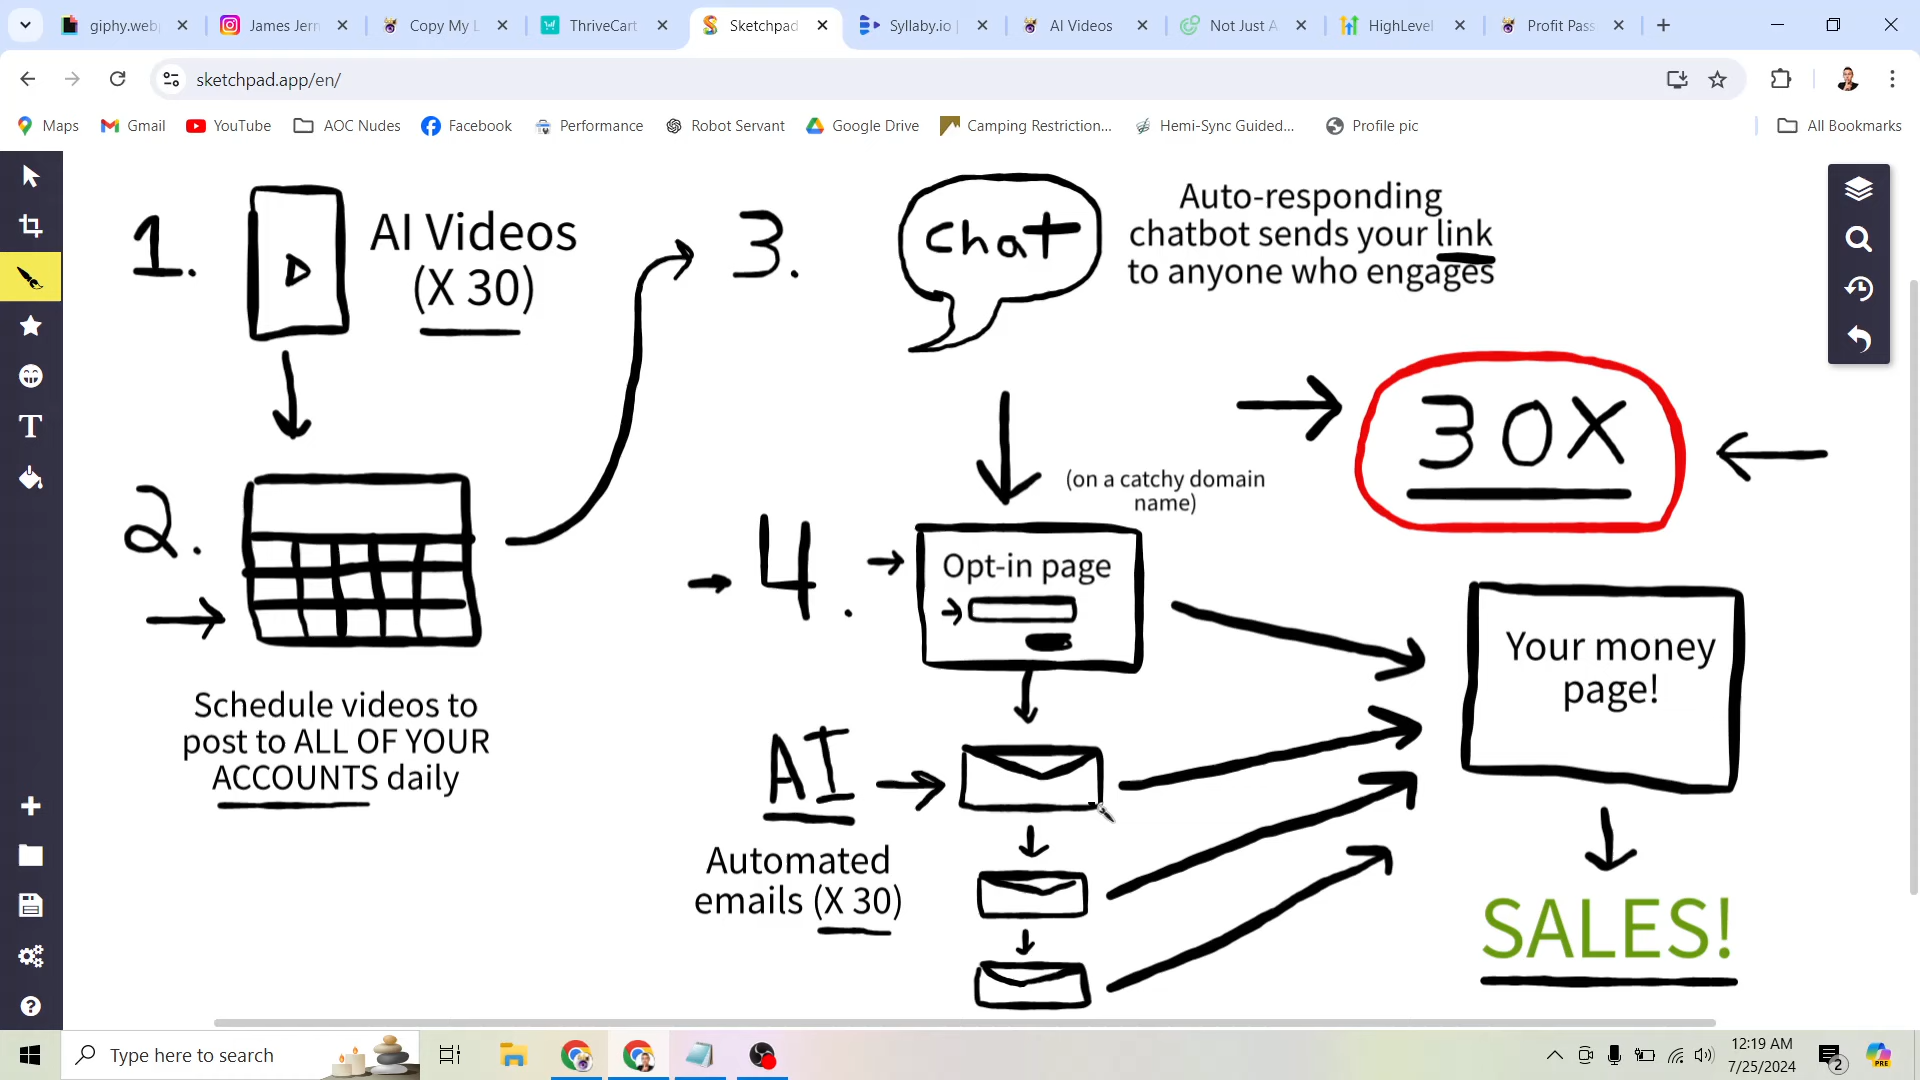 giphy.web
James Jerr
Copy My L
ThriveCart
Sketchpad
Syllaby.io |
AI Videos
Not Just A
HighLevel
Profit Pass
sketchpad.app/en/
Maps
Gmail
YouTube
AOC Nudes
Facebook
Performance
Robot Servant
Google Drive
Camping Restriction...
Hemi-Sync Guided...
Profile pic
All Bookmarks
1.
AI Videos
(X 30)
2.
Schedule videos to
post to ALL OF YOUR
ACCOUNTS daily
3.
Chat
Auto-responding
chatbot sends your link
to anyone who engages
30X
(on a catchy domain
name)
4.
Opt-in page
AI
Automated
emails (X 30)
Your money
page!
SALES!
T
?
Type here to search
12:19 AM
7/25/2024
2
PRE